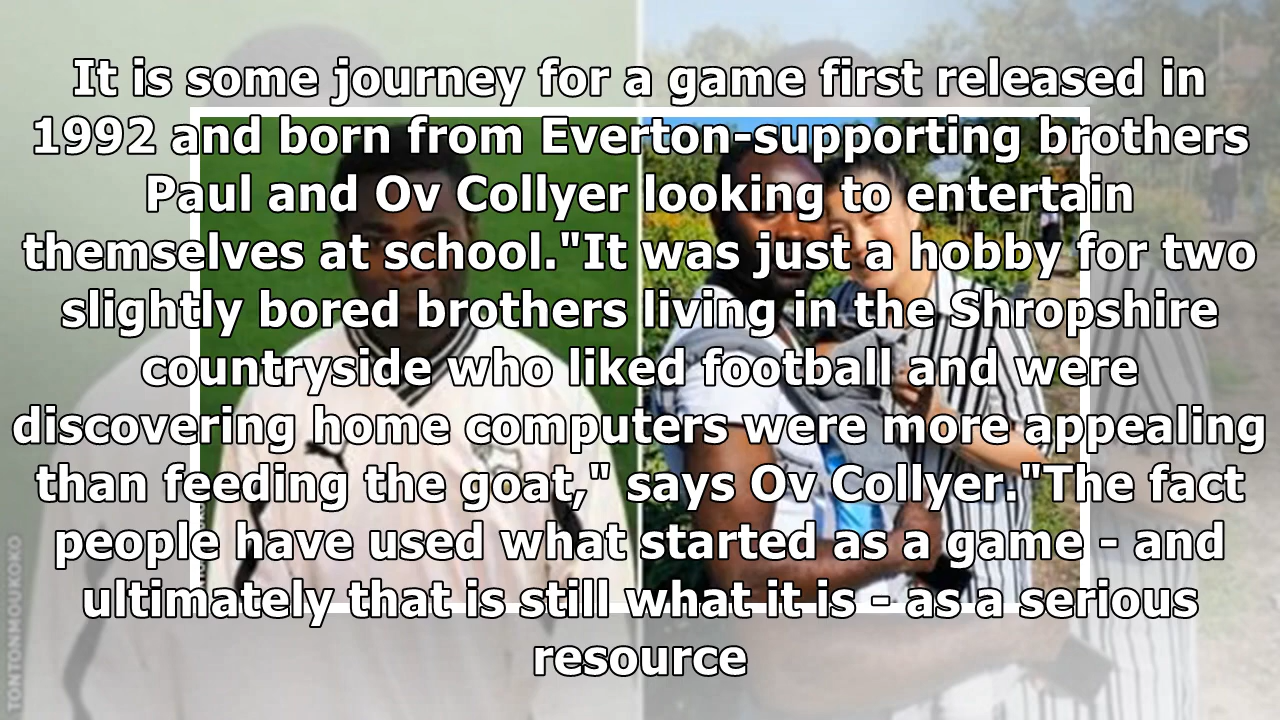 It is some journey for a game first released in
1992 and born from Everton-supporting brothers
Paul and Ov Collyer looking to entertain
themselves at school."It was just a hobby for two
slightly bored brothers living in the Shropshire
countryside who liked football and were
discovering home computers were more appealing
than feeding the goat," says Ov Collyer."The fact
people have used what started as a game - and
ultimately that is still what it is - as a serious
resource
TONTONMOUKOKO